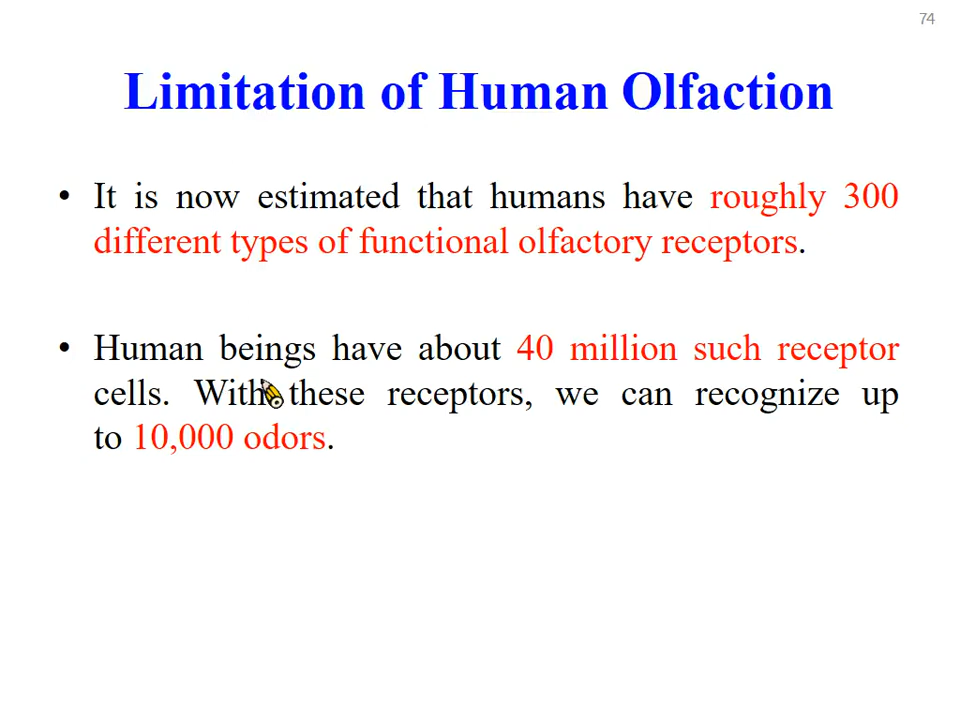 74
Limitation of Human Olfaction
• It is now estimated that humans have roughly 300
different types of functional olfactory receptors.
• Human beings have about 40 million such receptor
cells. With these receptors, we can recognize up
to 10,000 odors.